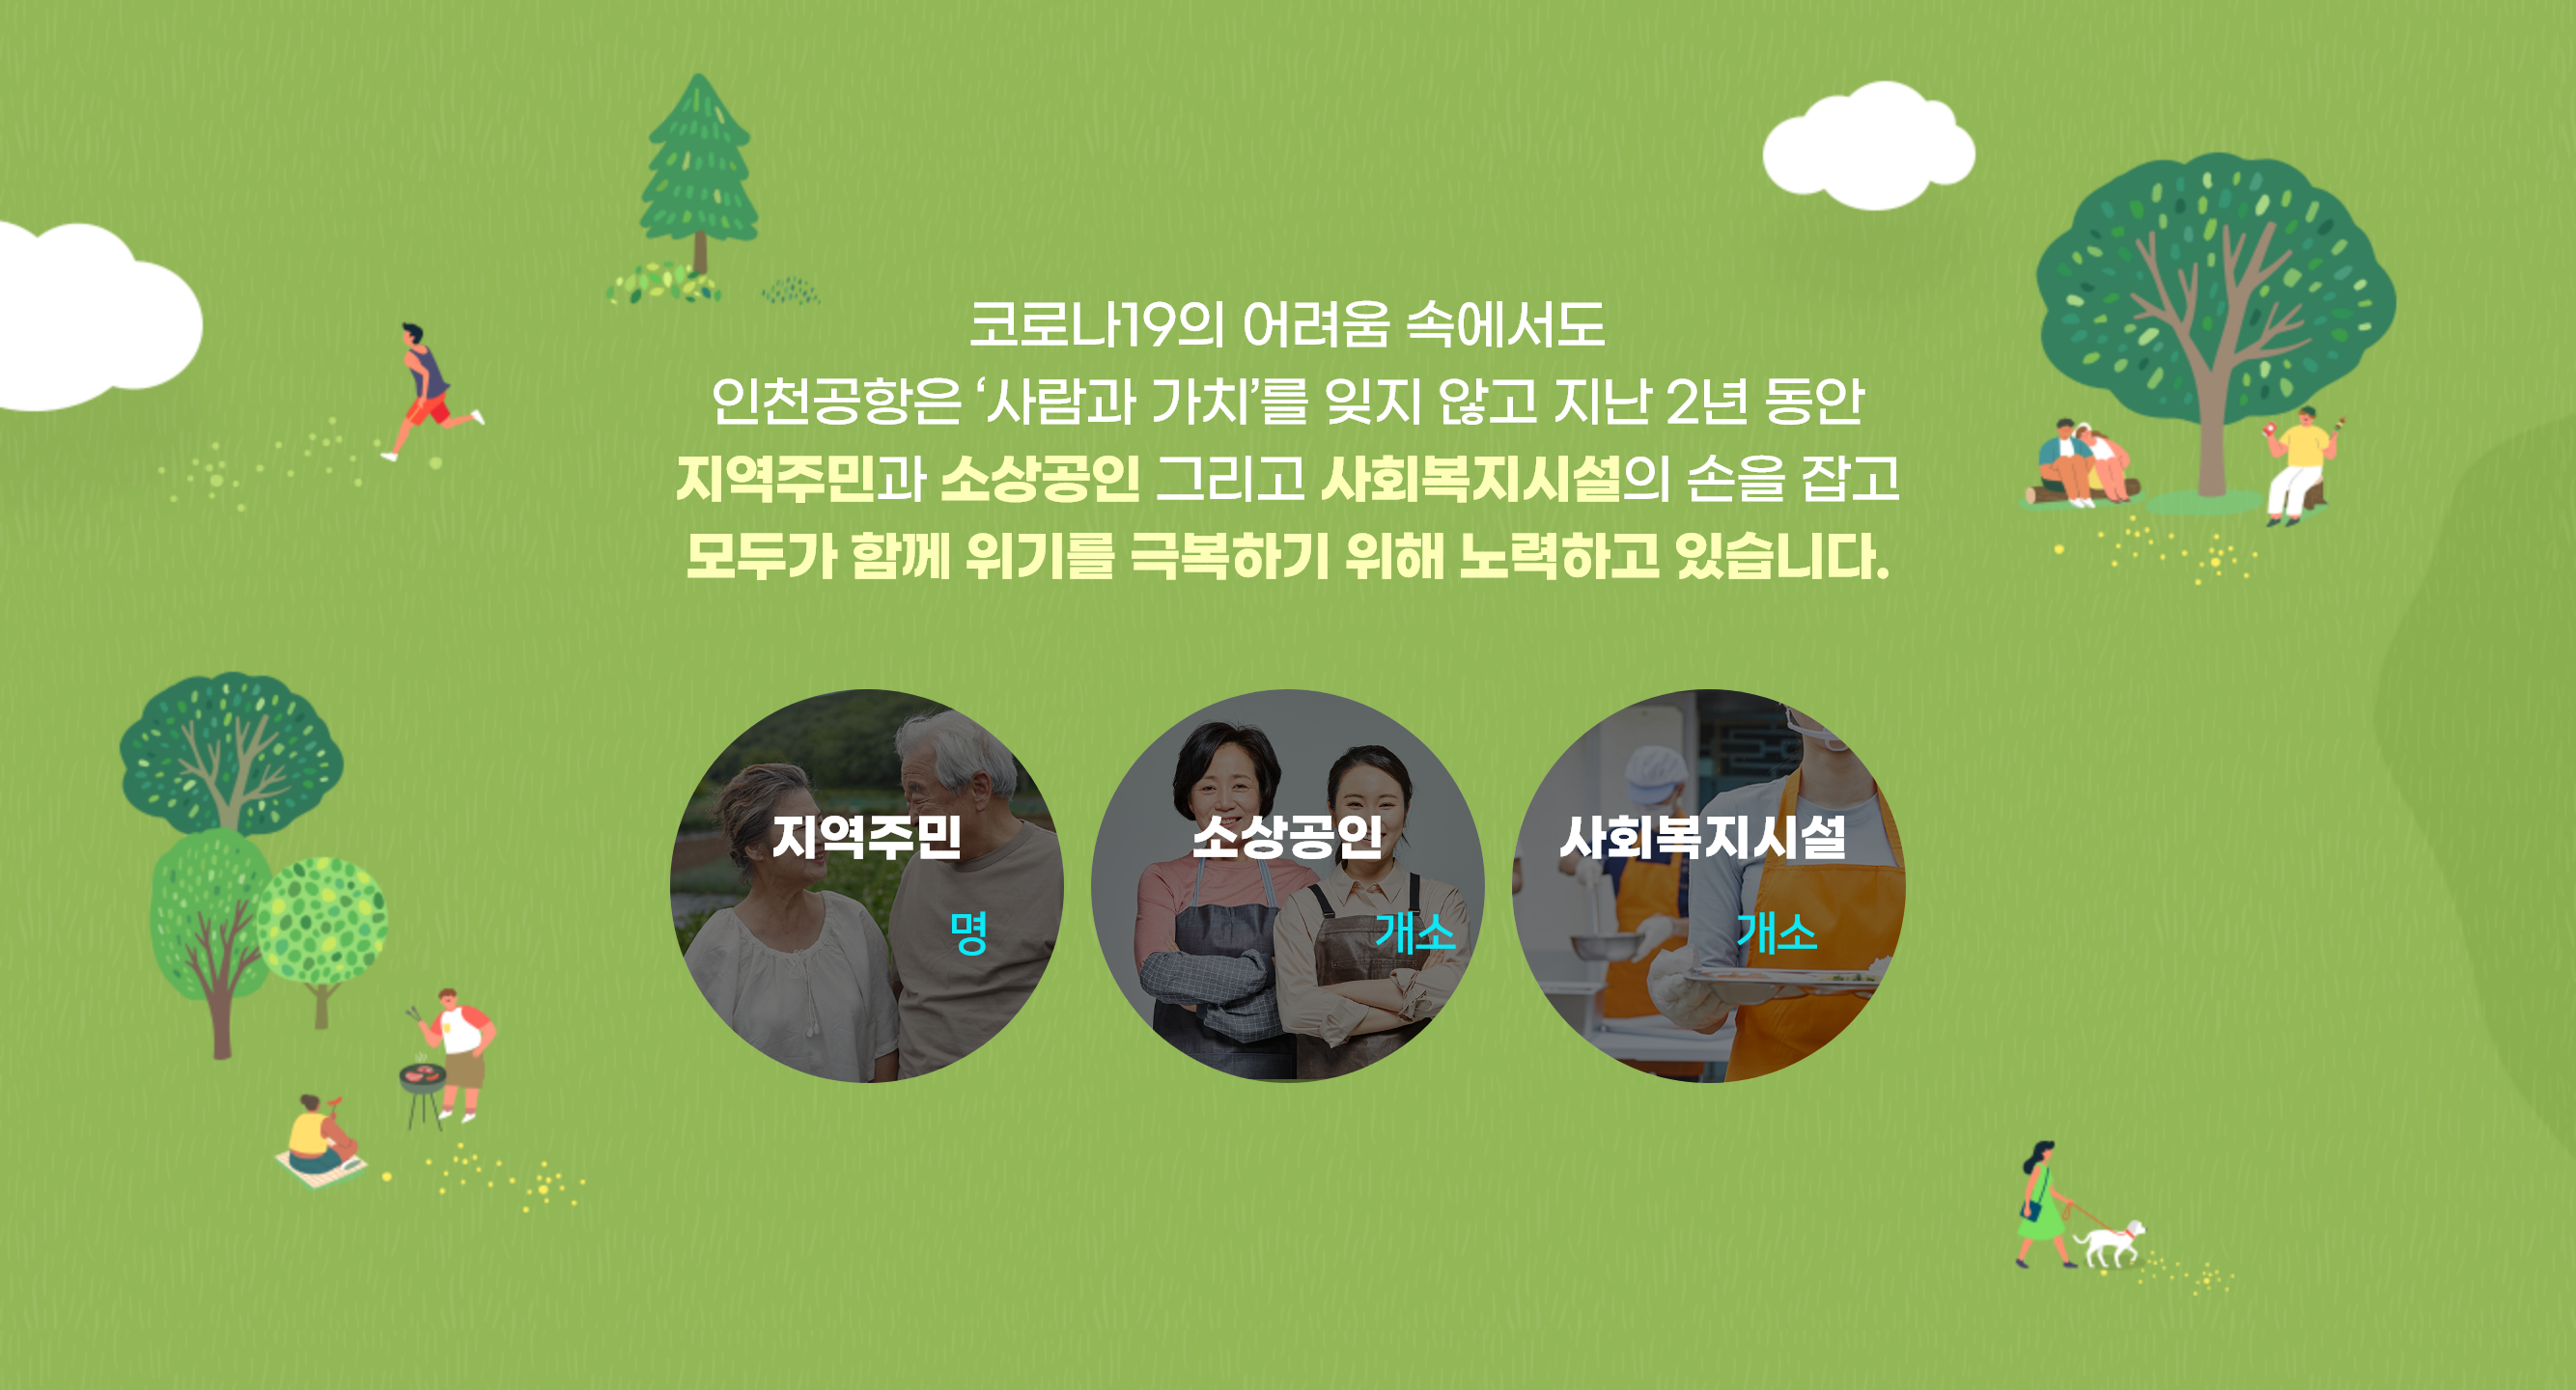 코로나19의 어려움 속에서도
인천공항은 ‘사람과 가치’를 잊지 않고 지난 2년 동안
지역주민과 소상공인 그리고 사회복지시설의 손을 잡고
모두가 함께 위기를 극복하기 위해 노력하고 있습니다.
지역주민
명
소상공인
개소
사회복지시설
개소